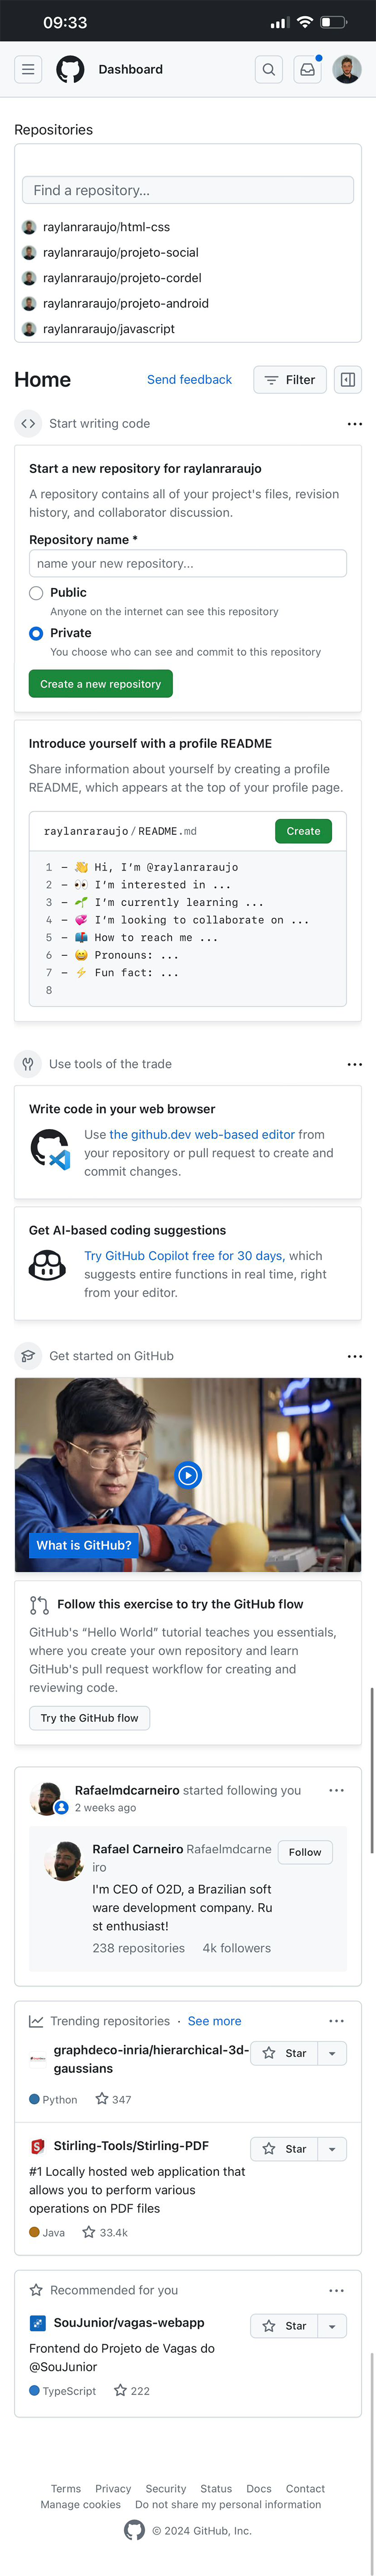 09:33
Dashboard
Repositories
Find a repository...
raylanraraujo/html-css
raylanraraujo/projeto-social
raylanraraujo/projeto-cordel
raylanraraujo/projeto-android
raylanraraujo/javascript
Home
Send feedback
Filter
Start writing code
Start a new repository for raylanraraujo
A repository contains all of your project's files, revision
history, and collaborator discussion.
Repository name *
name your new repository...
Public
Anyone on the internet can see this repository
Private
You choose who can see and commit to this repository
Create a new repository
Introduce yourself with a profile README
Share information about yourself by creating a profile
README, which appears at the top of your profile page.
raylanraraujo / README.md
Create
1 - 👋 Hi, I’m @raylanraraujo
2 - 👀 I’m interested in ...
3 - 🌱 I’m currently learning ...
4 - 💞️ I’m looking to collaborate on ...
5 - 📫 How to reach me ...
6 - 😄 Pronouns: ...
7 - ⚡ Fun fact: ...
8
Use tools of the trade
Write code in your web browser
Use the github.dev web-based editor from
your repository or pull request to create and
commit changes.
Get AI-based coding suggestions
Try GitHub Copilot free for 30 days, which
suggests entire functions in real time, right
from your editor.
Get started on GitHub
What is GitHub?
Follow this exercise to try the GitHub flow
GitHub's “Hello World” tutorial teaches you essentials,
where you create your own repository and learn
GitHub's pull request workflow for creating and
reviewing code.
Try the GitHub flow
Rafaelmdcarneiro started following you
2 weeks ago
Rafael Carneiro Rafaelmdcarne
iro
Follow
I'm CEO of O2D, a Brazilian soft
ware development company. Ru
st enthusiast!
238 repositories 4k followers
Trending repositories · See more
graphdeco-inria/hierarchical-3d-
gaussians
Star
Python 347
Stirling-Tools/Stirling-PDF
Star
#1 Locally hosted web application that
allows you to perform various
operations on PDF files
Java 33.4k
Recommended for you
SouJunior/vagas-webapp
Star
Frontend do Projeto de Vagas do
@SouJunior
TypeScript 222
Terms Privacy Security Status Docs Contact
Manage cookies Do not share my personal information
© 2024 GitHub, Inc.